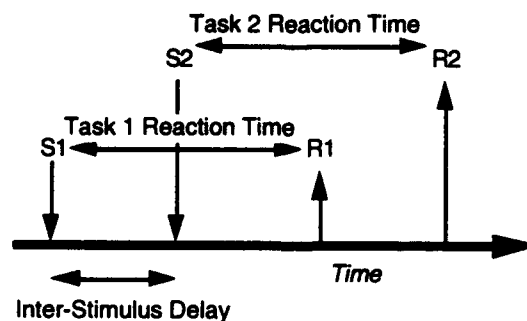 Task 2 Reaction Time
S2
R2
Task 1 Reaction Time
S1
R1
Time
Inter-Stimulus Delay